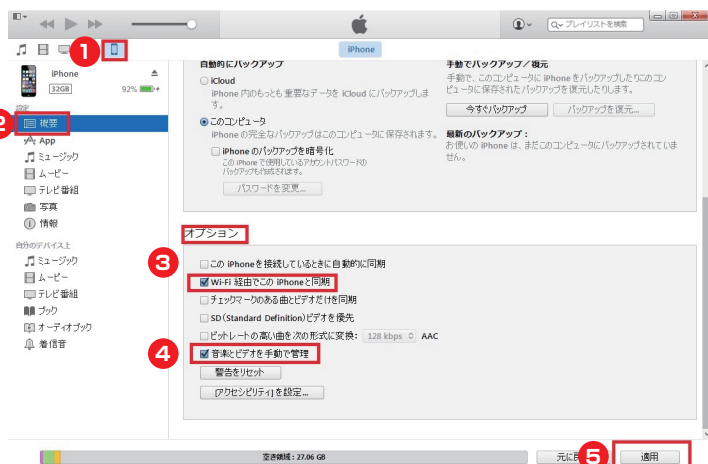 プレイリストを検索
1
iPhone
iPhone
32GB
92%
設定
2
概要
App
ミュージック
ムービー
テレビ番組
写真
情報
自分のデバイス上
ミュージック
ムービー
テレビ番組
ブック
オーディオブック
着信音
自動的にバックアップ
iCloud
iPhone 内のもっとも重要なデータを iCloud にバックアップしま
す。
このコンピュータ
iPhone の完全なバックアップはこのコンピュータに保存されます。
iPhone のバックアップを暗号化
この iPhone で使用しているアカウントパスワードの
バックアップも作成されます。
パスワードを変更...
手動でバックアップ／復元
手動で、このコンピュータに iPhone をバックアップしたりこのコン
ピュータに保存されたバックアップを復元したりします。
今すぐバックアップ
バックアップを復元...
最新のバックアップ：
お使いの iPhone は、まだこのコンピュータにバックアップされていま
せん。
オプション
3
この iPhone を接続しているときに自動的に同期
Wi-Fi 経由でこの iPhone と同期
チェックマークのある曲とビデオだけを同期
SD (Standard Definition) ビデオを優先
ビットレートの高い曲を次の形式に変換： 128 kbps AAC
4
音楽とビデオを手動で管理
警告をリセット
[アクセシビリティ] を設定...
空き領域：27.06 GB
元に
5
適用